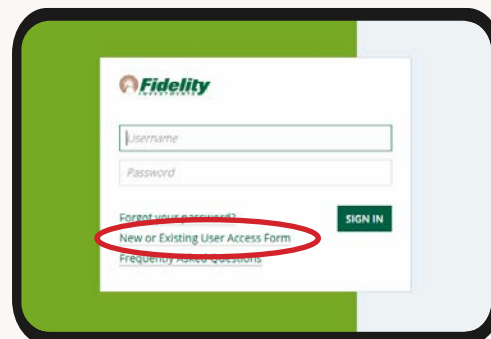 Fidelity
INVESTMENTS
Username
Password
Forgot your password?
SIGN IN
New or Existing User Access Form
Frequently Asked Questions